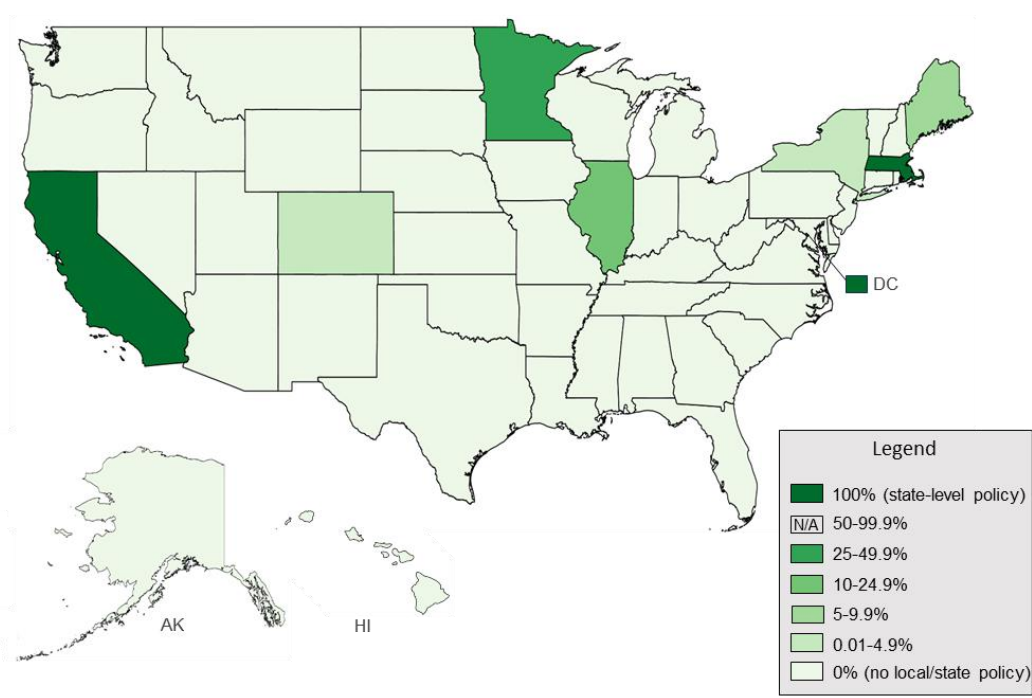 DC
AK
HI
Legend
100% (state-level policy)
N/A 50-99.9%
25-49.9%
10-24.9%
5-9.9%
0.01-4.9%
0% (no local/state policy)